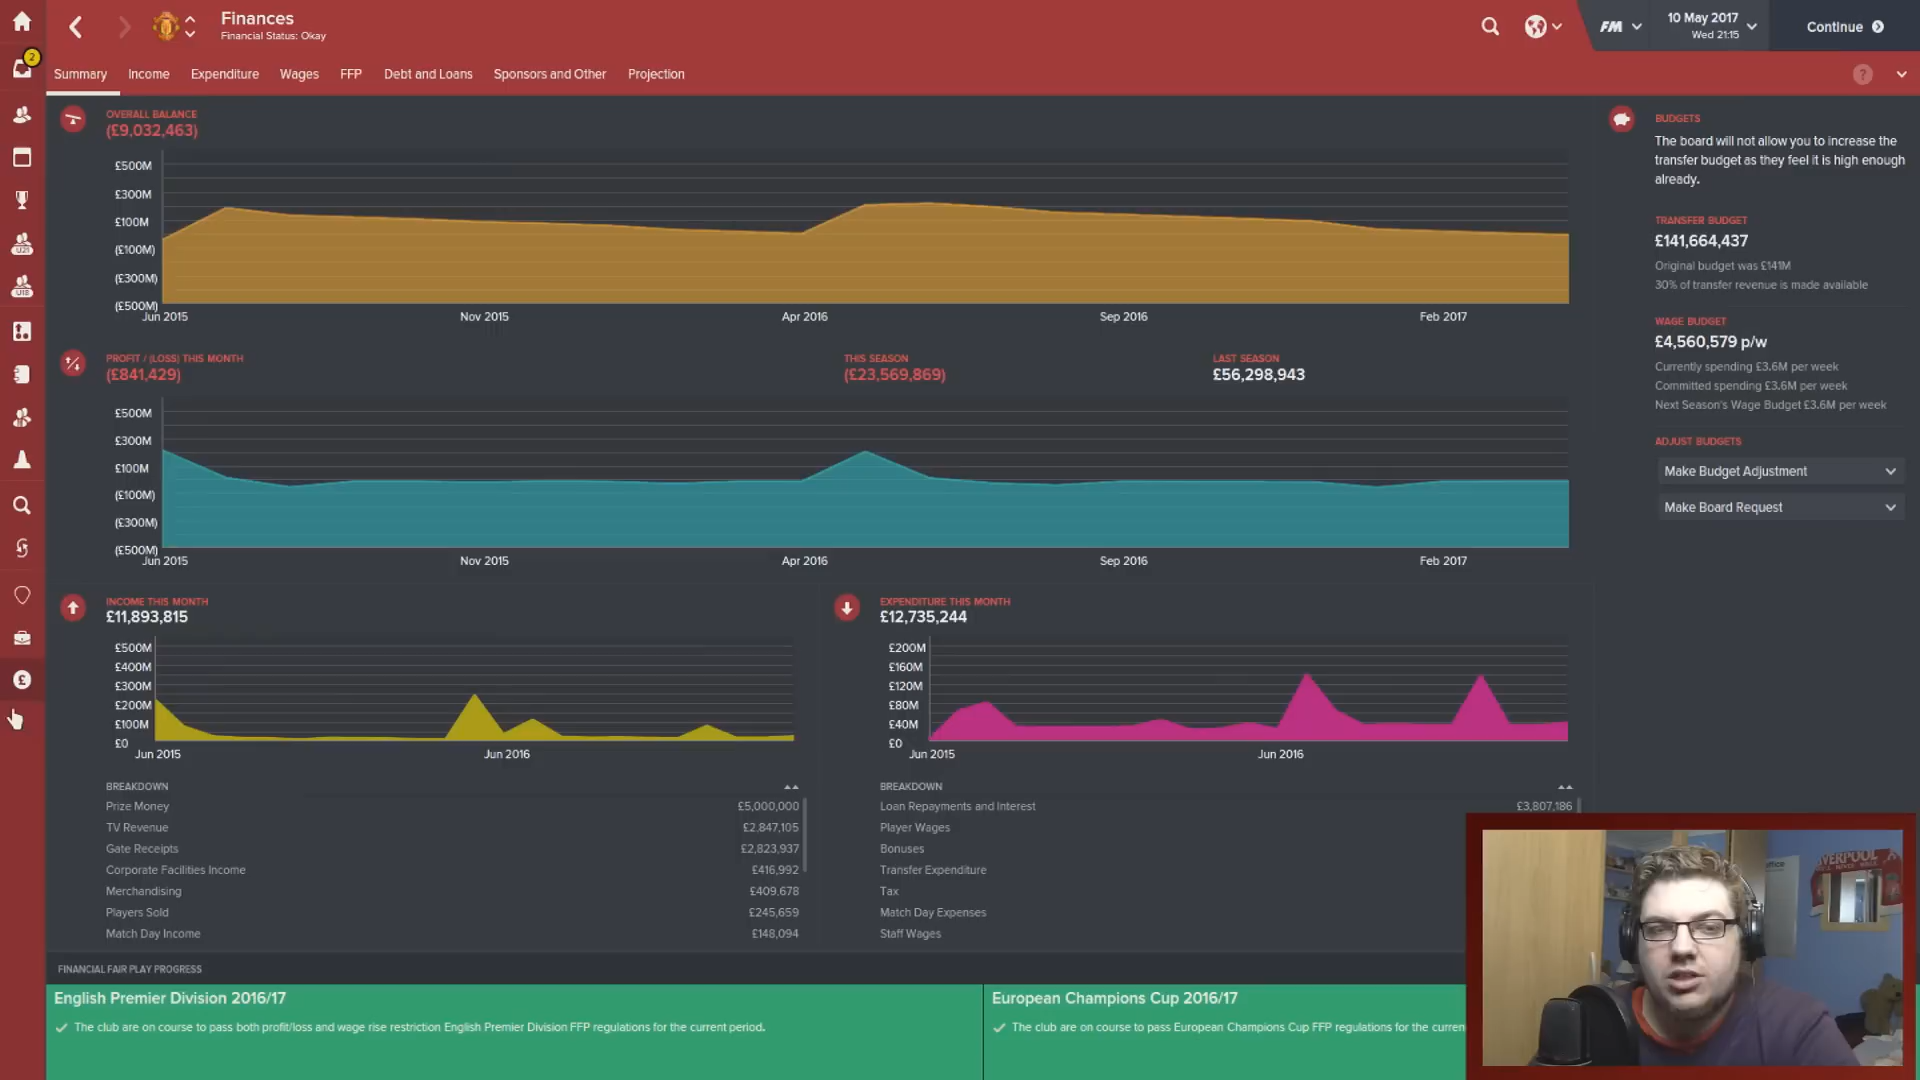 Finances
Financial Status: Okay
FM
10 May 2017
Wed 21:15
Continue
2
Summary
Income
Expenditure
Wages
FFP
Debt and Loans
Sponsors and Other
Projection
?
OVERALL BALANCE
(£9,032,463)
£500M
£300M
£100M
(£100M)
(£300M)
(£500M)
Jun 2015
Nov 2015
Apr 2016
Sep 2016
Feb 2017
PROFIT / (LOSS) THIS MONTH
(£841,429)
THIS SEASON
(£23,569,869)
LAST SEASON
£56,298,943
£500M
£300M
£100M
(£100M)
(£300M)
(£500M)
Jun 2015
Nov 2015
Apr 2016
Sep 2016
Feb 2017
INCOME THIS MONTH
£11,893,815
£500M
£400M
£300M
£200M
£100M
£0
Jun 2015
Jun 2016
BREAKDOWN
Prize Money £5,000,000
TV Revenue £2,847,105
Gate Receipts £2,823,937
Corporate Facilities Income £416,992
Merchandising £409,678
Players Sold £245,659
Match Day Income £148,094
EXPENDITURE THIS MONTH
£12,735,244
£200M
£160M
£120M
£80M
£40M
£0
Jun 2015
Jun 2016
BREAKDOWN
Loan Repayments and Interest £3,807,186
Player Wages
Bonuses
Transfer Expenditure
Tax
Match Day Expenses
Staff Wages
BUDGETS
The board will not allow you to increase the
transfer budget as they feel it is high enough
already.
TRANSFER BUDGET
£141,664,437
Original budget was £141M
30% of transfer revenue is made available
WAGE BUDGET
£4,560,579 p/w
Currently spending £3.6M per week
Committed spending £3.6M per week
Next Season's Wage Budget £3.6M per week
ADJUST BUDGETS
Make Budget Adjustment
Make Board Request
FINANCIAL FAIR PLAY PROGRESS
English Premier Division 2016/17
The club are on course to pass both profit/loss and wage rise restriction English Premier Division FFP regulations for the current period.
European Champions Cup 2016/17
The club are on course to pass European Champions Cup FFP regulations for the curren
U21
U18
£